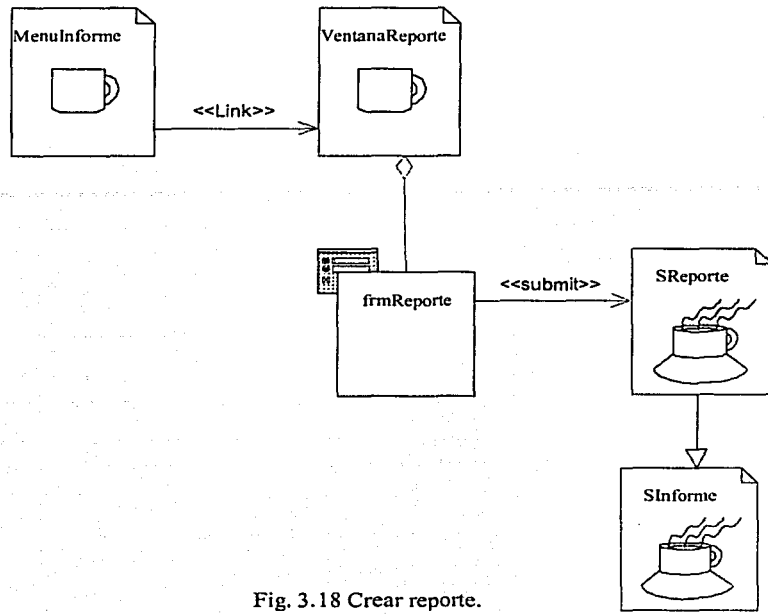 MenuInforme
VentanaReporte
<<Link>>
frmReporte
<<submit>>
SReporte
SInforme
Fig. 3.18 Crear reporte.